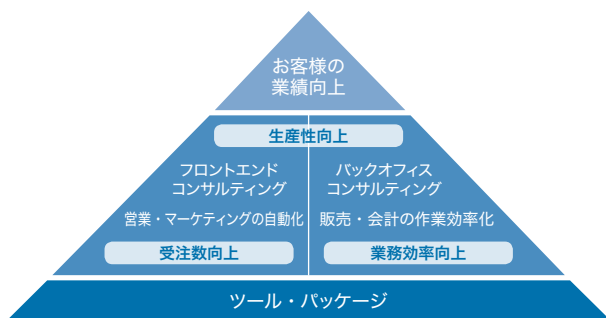 お客様の
業績向上
生産性向上
フロントエンド
コンサルティング
営業・マーケティングの自動化
受注数向上
バックオフィス
コンサルティング
販売・会計の作業効率化
業務効率向上
ツール・パッケージ